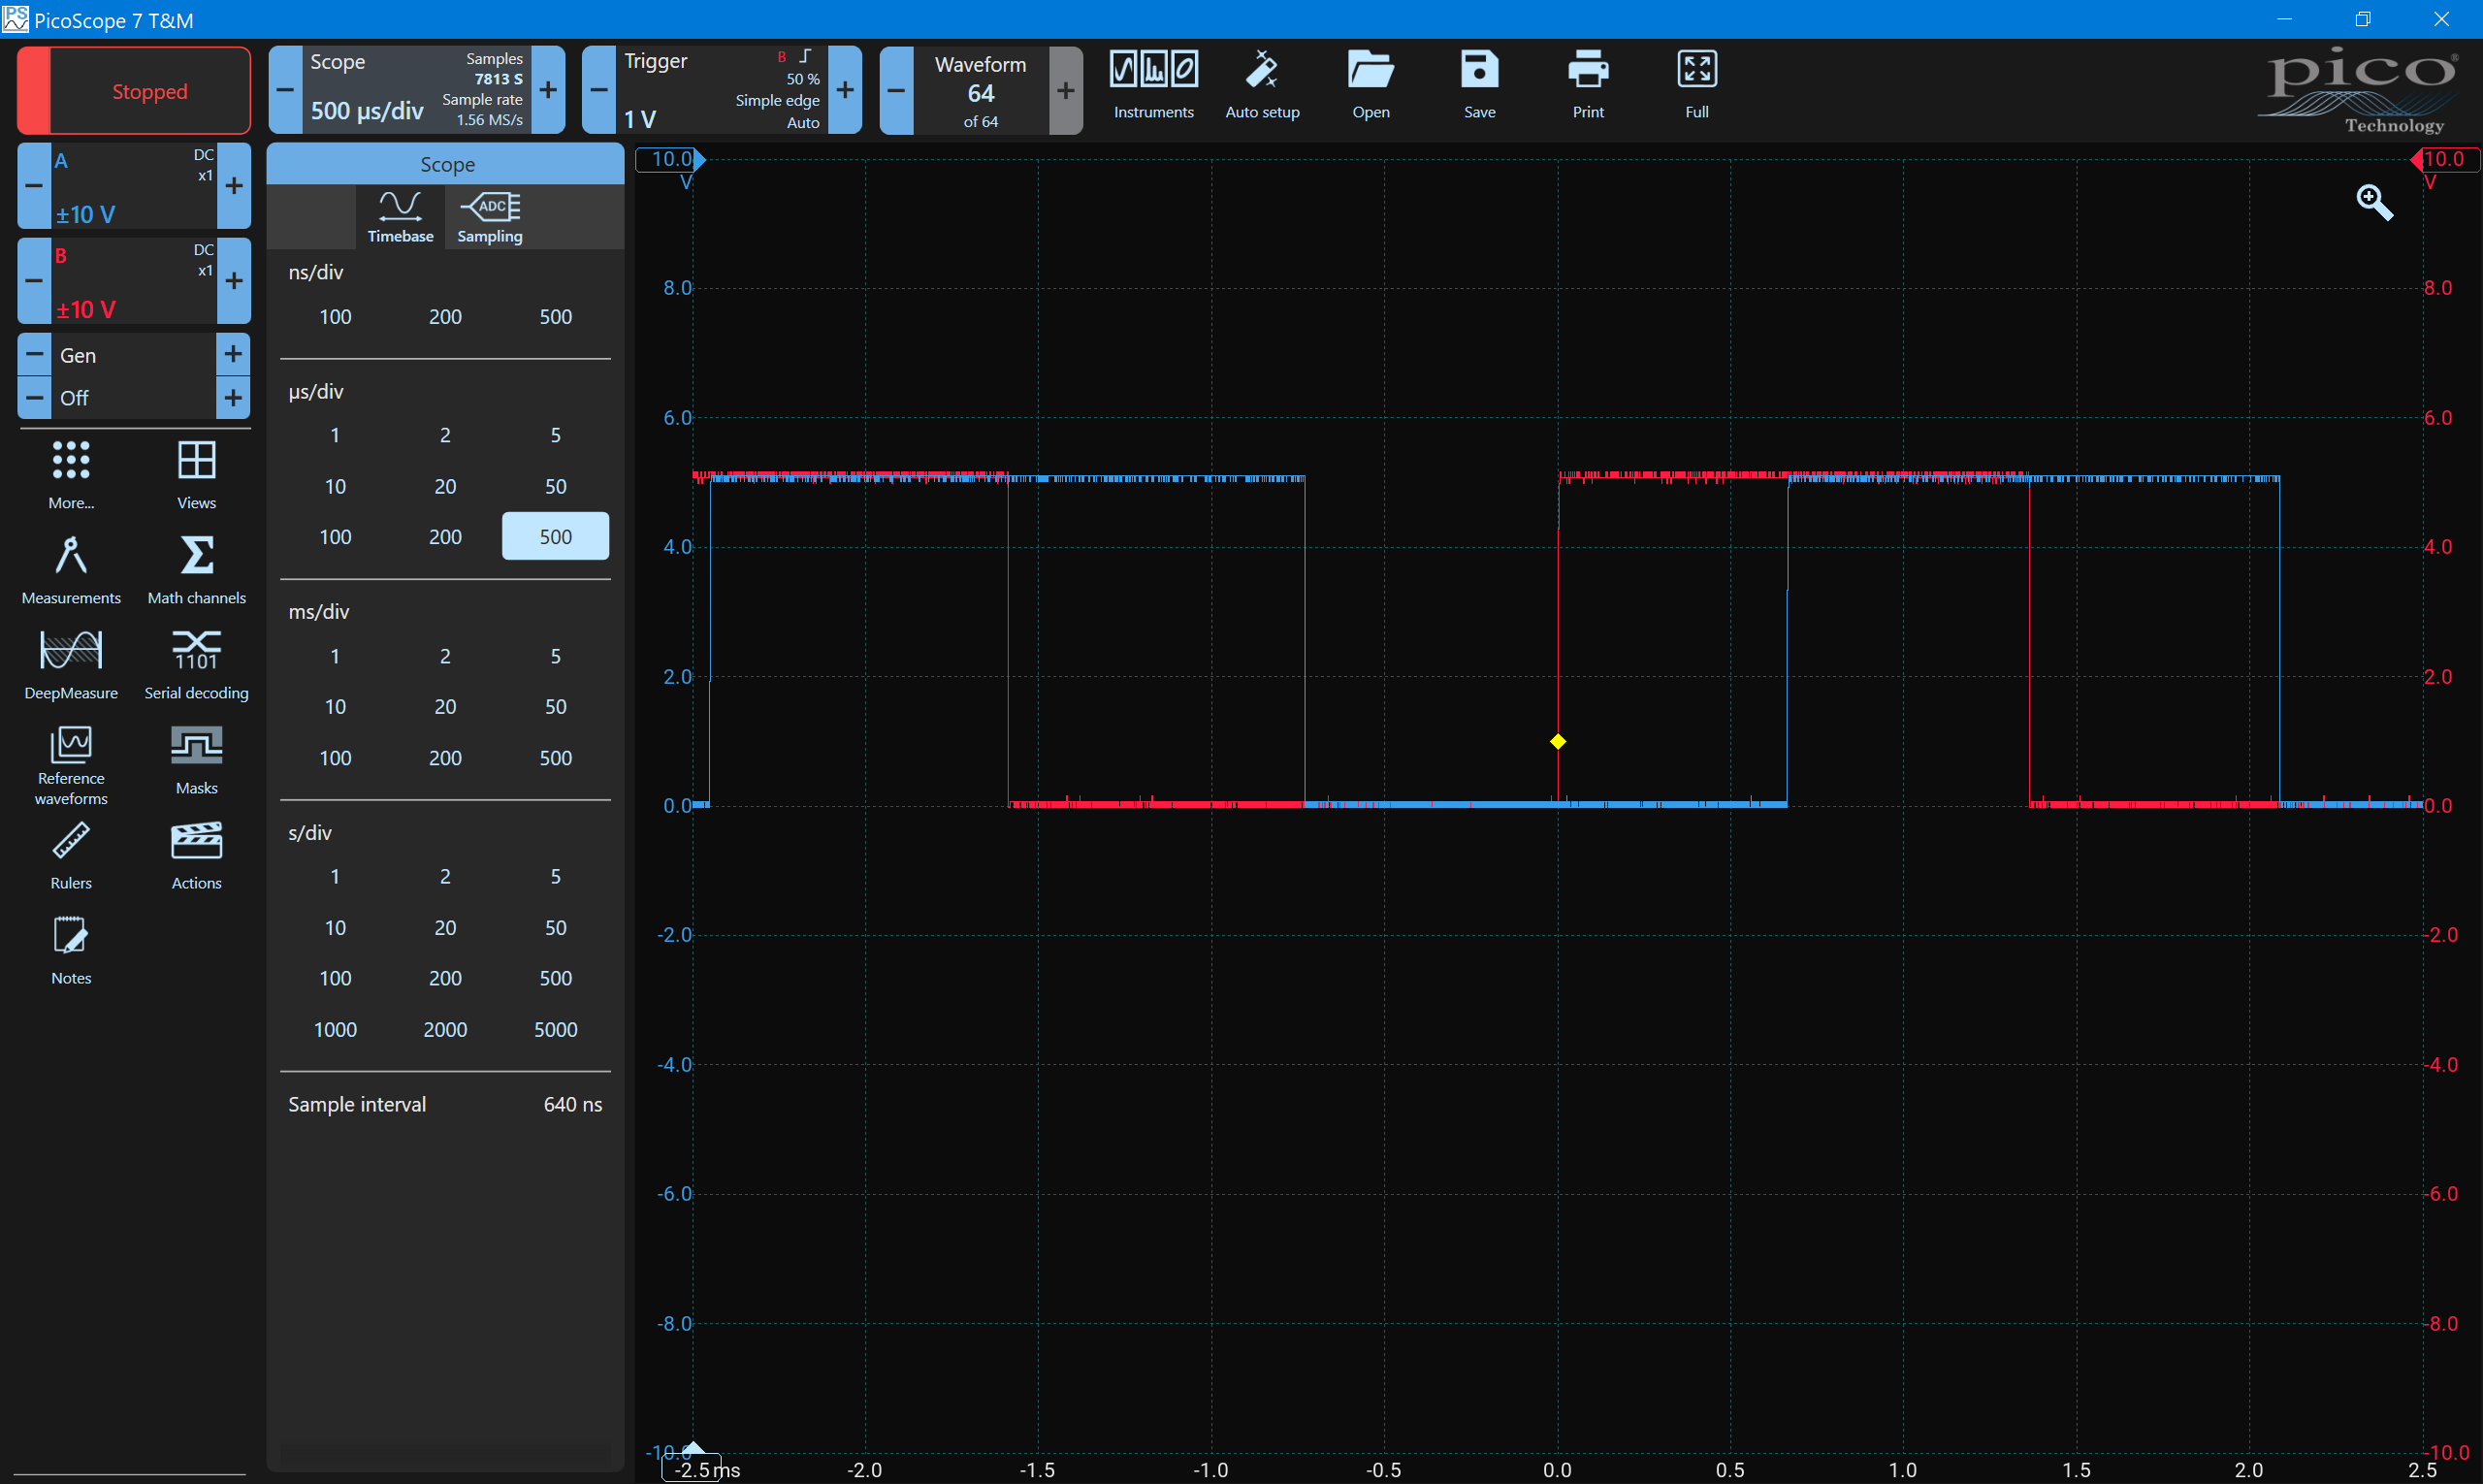 PicoScope 7 T&M
Stopped
Scope
Samples
7813 S
500 µs/div
Sample rate
1.56 MS/s
Trigger
B
50 %
Simple edge
1 V
Auto
Waveform
64
of 64
Instruments
Auto setup
Open
Save
Print
Full
pico®
Technology
A
DC
x1
±10 V
B
DC
x1
±10 V
Gen
Off
More...
Views
Measurements
Math channels
DeepMeasure
1101
Serial decoding
Reference
waveforms
Masks
Rulers
Actions
Notes
Scope
ADC
Timebase
Sampling
ns/div
100 200 500
µs/div
1 2 5
10 20 50
100 200 500
ms/div
1 2 5
10 20 50
100 200 500
s/div
1 2 5
10 20 50
100 200 500
1000 2000 5000
Sample interval 640 ns
10.0 10.0
V V
8.0 8.0
6.0 6.0
4.0 4.0
2.0 2.0
0.0 0.0
-2.0 -2.0
-4.0 -4.0
-6.0 -6.0
-8.0 -8.0
-10.0 -10.0
-2.5 ms -2.0 -1.5 -1.0 -0.5 0.0 0.5 1.0 1.5 2.0 2.5